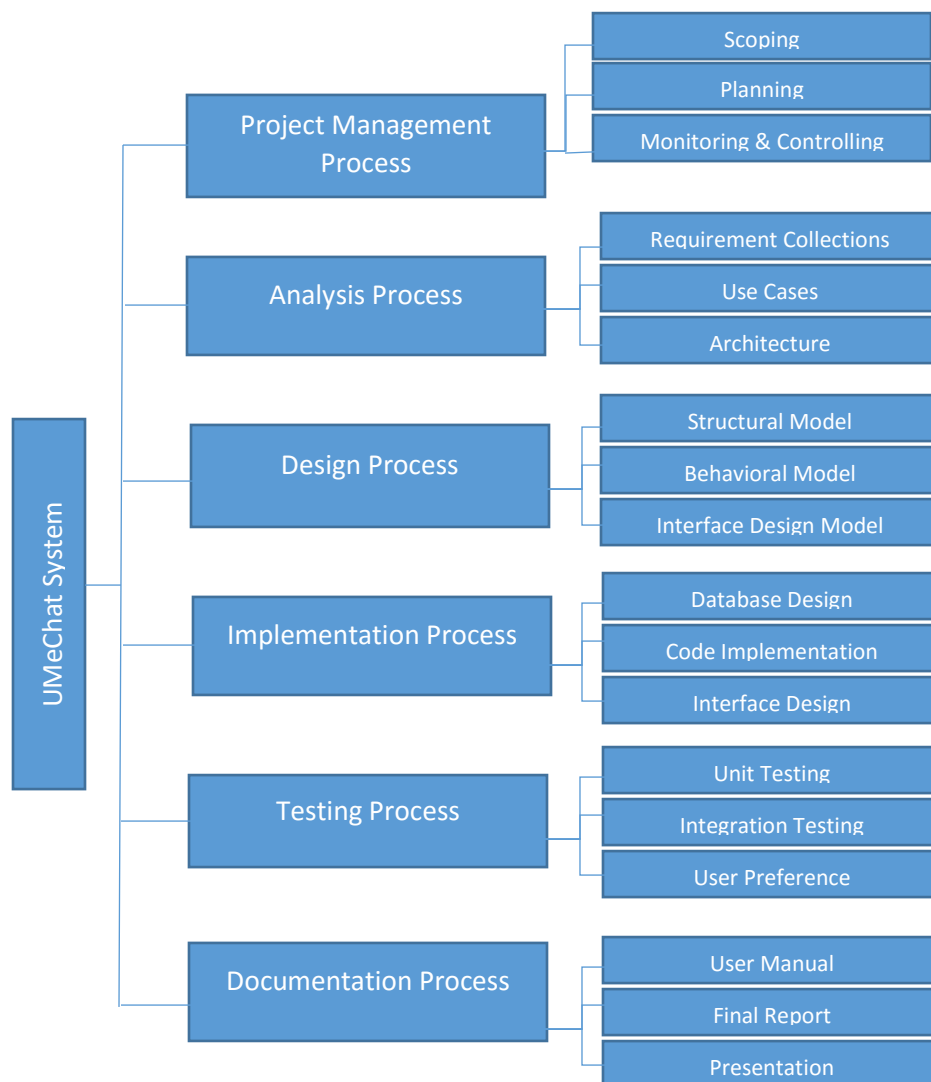 UMeChat System
Project Management
Process
Scoping
Planning
Monitoring & Controlling
Analysis Process
Requirement Collections
Use Cases
Architecture
Design Process
Structural Model
Behavioral Model
Interface Design Model
Implementation Process
Database Design
Code Implementation
Interface Design
Testing Process
Unit Testing
Integration Testing
User Preference
Documentation Process
User Manual
Final Report
Presentation